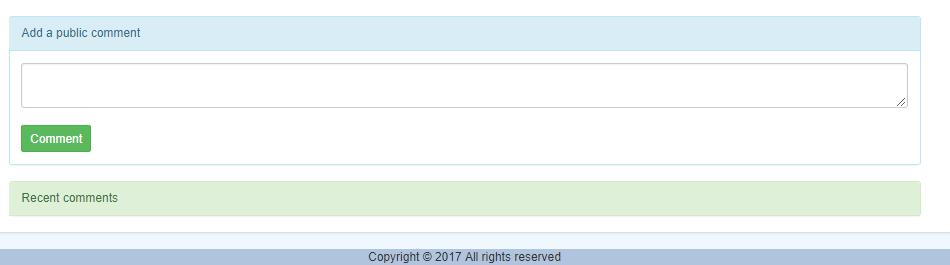 Add a public comment
Comment
Recent comments
Copyright © 2017 All rights reserved